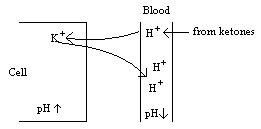 Blood
K+ H+ from ketones
H+
Cell
H+
pH ↑ pH↓